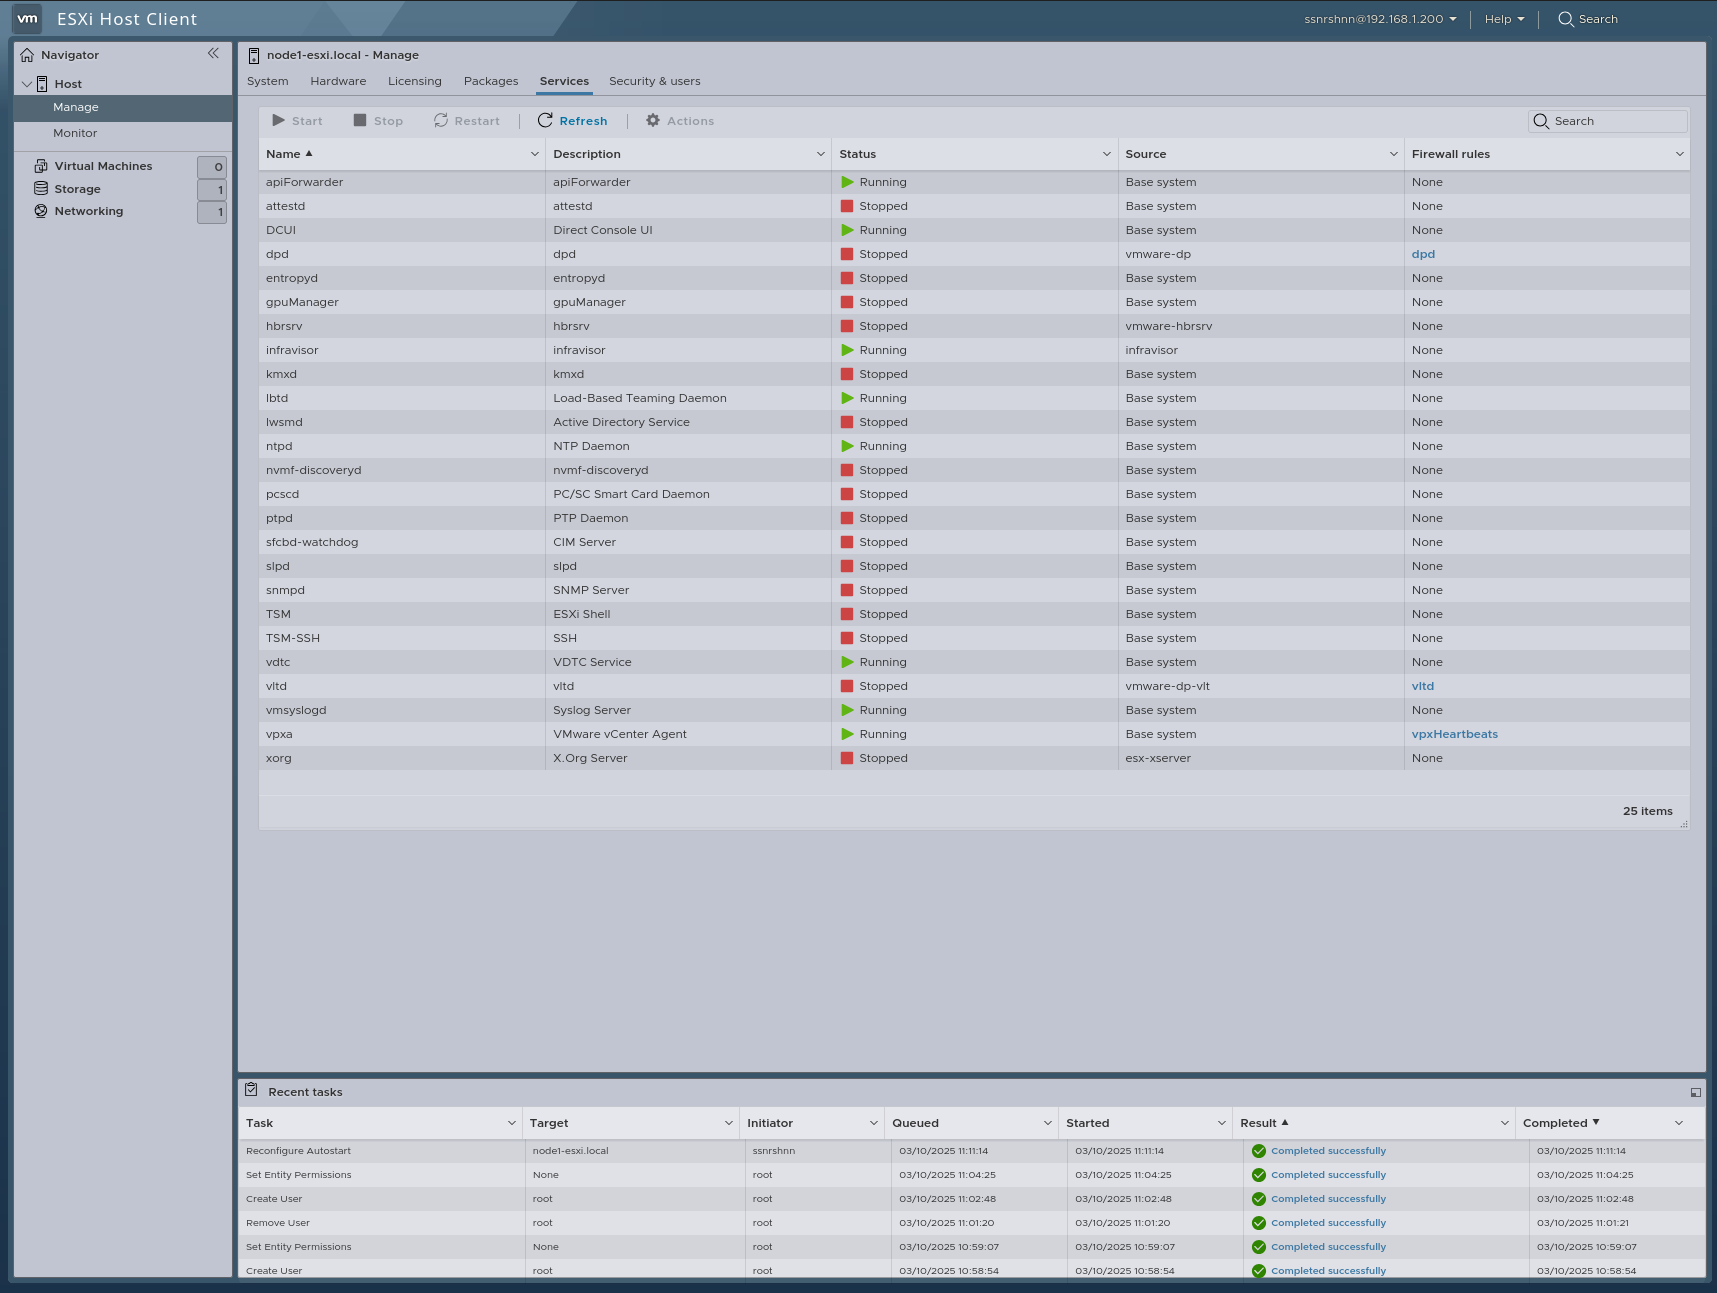 vm ESXi Host Client ssnrshnn@192.168.1.200 Help Search
Navigator
Host
Manage
Monitor
Virtual Machines 0
Storage 1
Networking 1
node1-esxi.local - Manage
System Hardware Licensing Packages Services Security & users
Start Stop Restart Refresh Actions Search
Name Description Status Source Firewall rules
apiForwarder apiForwarder Running Base system None
attestd attestd Stopped Base system None
DCUI Direct Console UI Running Base system None
dpd dpd Stopped vmware-dp dpd
entropyd entropyd Stopped Base system None
gpuManager gpuManager Stopped Base system None
hbrsrv hbrsrv Stopped vmware-hbrsrv None
infravisor infravisor Running infravisor None
kmxd kmxd Stopped Base system None
lbtd Load-Based Teaming Daemon Running Base system None
lwsmd Active Directory Service Stopped Base system None
ntpd NTP Daemon Running Base system None
nvmf-discoveryd nvmf-discoveryd Stopped Base system None
pcscd PC/SC Smart Card Daemon Stopped Base system None
ptpd PTP Daemon Stopped Base system None
sfcbd-watchdog CIM Server Stopped Base system None
slpd slpd Stopped Base system None
snmpd SNMP Server Stopped Base system None
TSM ESXi Shell Stopped Base system None
TSM-SSH SSH Stopped Base system None
vdtc VDTC Service Running Base system None
vltd vltd Stopped vmware-dp-vlt vltd
vmsyslogd Syslog Server Running Base system None
vpxa VMware vCenter Agent Running Base system vpxHeartbeats
xorg X.Org Server Stopped esx-xserver None
25 items
Recent tasks
Task Target Initiator Queued Started Result Completed
Reconfigure Autostart node1-esxi.local ssnrshnn 03/10/2025 11:11:14 03/10/2025 11:11:14 Completed successfully 03/10/2025 11:11:14
Set Entity Permissions None root 03/10/2025 11:04:25 03/10/2025 11:04:25 Completed successfully 03/10/2025 11:04:25
Create User root root 03/10/2025 11:02:48 03/10/2025 11:02:48 Completed successfully 03/10/2025 11:02:48
Remove User root root 03/10/2025 11:01:20 03/10/2025 11:01:20 Completed successfully 03/10/2025 11:01:21
Set Entity Permissions None root 03/10/2025 10:59:07 03/10/2025 10:59:07 Completed successfully 03/10/2025 10:59:07
Create User root root 03/10/2025 10:58:54 03/10/2025 10:58:54 Completed successfully 03/10/2025 10:58:54